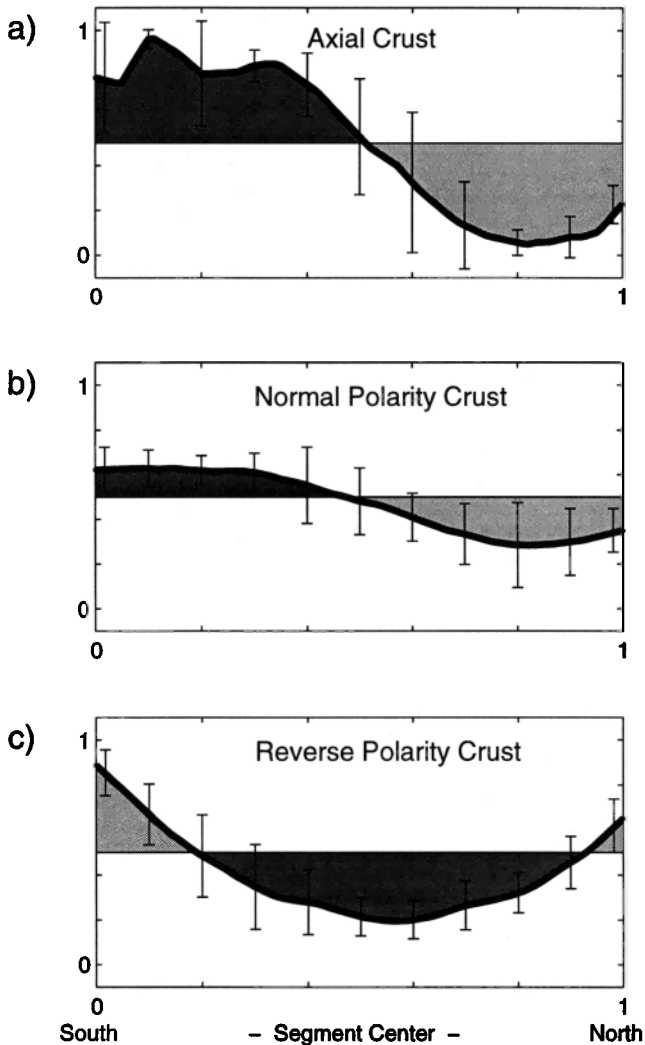 a)
1
Axial Crust
0
0 1
b)
1
Normal Polarity Crust
0
0 1
c)
1
Reverse Polarity Crust
0
0 1
South – Segment Center – North